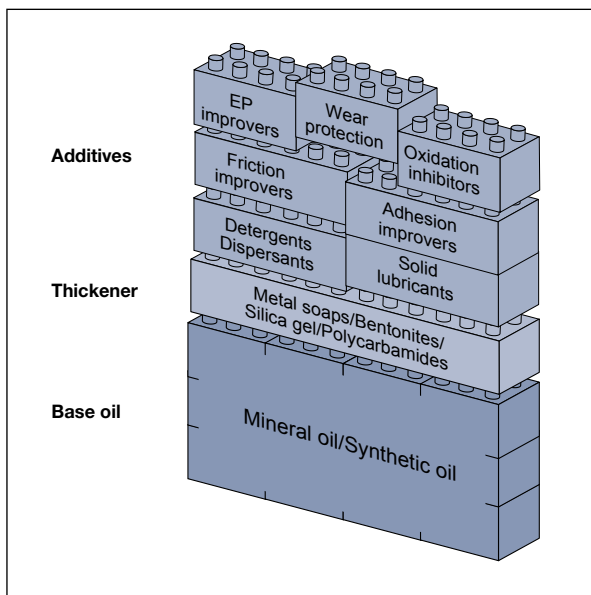 EP
improvers
Wear
protection
Oxidation
inhibitors
Additives
Friction
improvers
Adhesion
improvers
Detergents
Dispersants
Solid
lubricants
Thickener
Metal soaps/Bentonites/
Silica gel/Polycarbamides
Base oil
Mineral oil/Synthetic oil